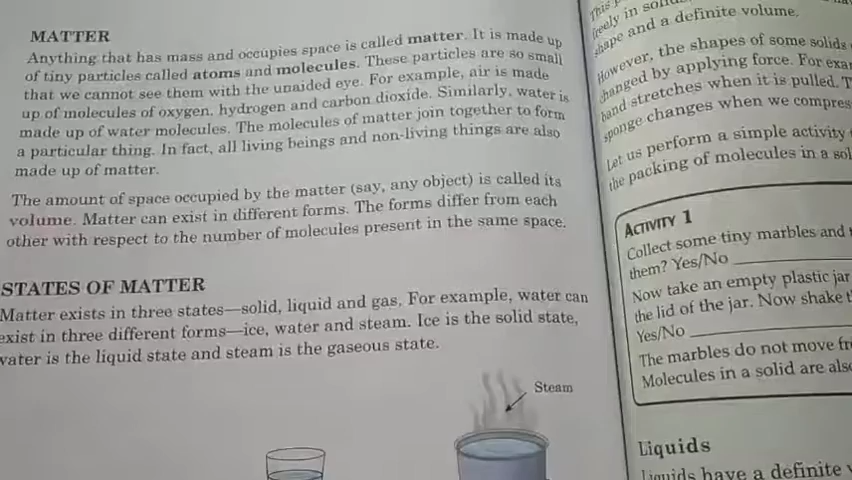 MATTER
Anything that has mass and occupies space is called matter. It is made up
of tiny particles called atoms and molecules. These particles are so small
that we cannot see them with the unaided eye. For example, air is made
up of molecules of oxygen, hydrogen and carbon dioxide. Similarly, water is
made up of water molecules. The molecules of matter join together to form
a particular thing. In fact, all living beings and non-living things are also
made up of matter.
The amount of space occupied by the matter (say, any object) is called its
volume. Matter can exist in different forms. The forms differ from each
other with respect to the number of molecules present in the same space.
STATES OF MATTER
Matter exists in three states—solid, liquid and gas. For example, water can
exist in three different forms—ice, water and steam. Ice is the solid state,
water is the liquid state and steam is the gaseous state.
Steam
This
freely in
shape and a definite volume.
However, the shapes of some solids
changed by applying force. For
band stretches when it is pulled.
sponge changes when we
Let us perform a simple activity
the packing of molecules in a
ACTIVITY 1
Collect some tiny marbles and
them? Yes/No
Now take an empty plastic jar
the lid of the jar. Now shake
Yes/No
The marbles do not move
Molecules in a solid are
Liquids
Liquids have a definite